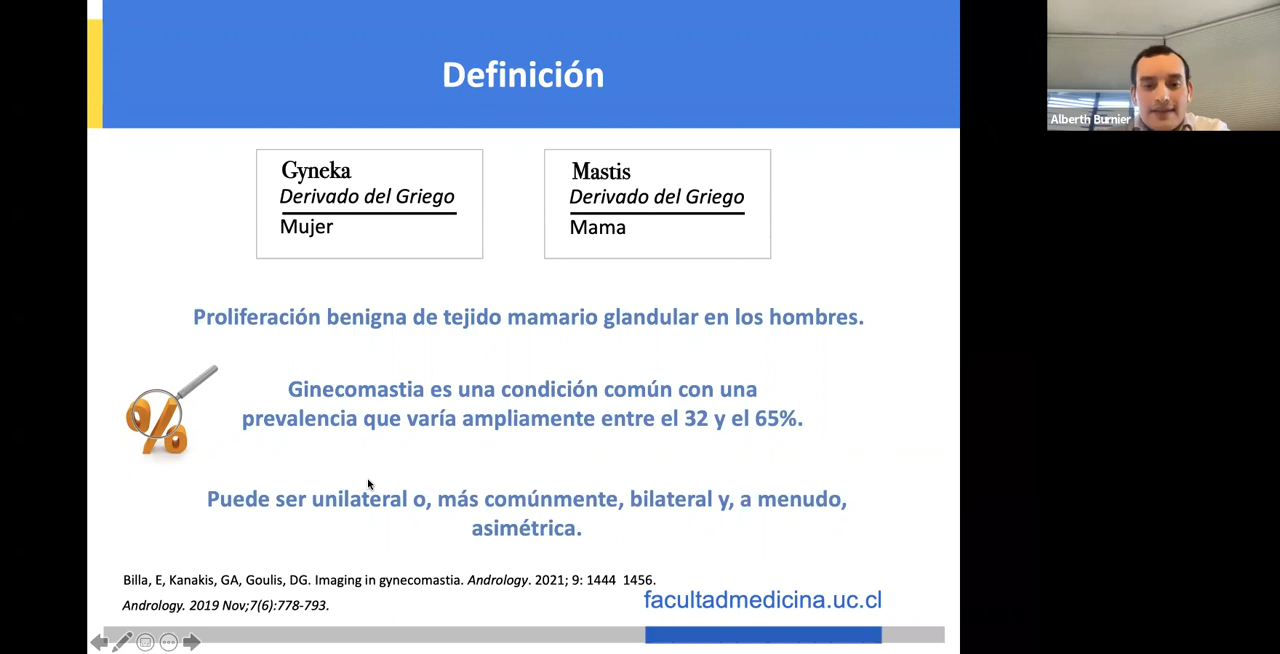 Definición
Gyneka
Derivado del Griego
Mujer
Mastis
Derivado del Griego
Mama
Proliferación benigna de tejido mamario glandular en los hombres.
%
Ginecomastia es una condición común con una
prevalencia que varía ampliamente entre el 32 y el 65%.
Puede ser unilateral o, más comúnmente, bilateral y, a menudo,
asimétrica.
Billa, E, Kanakis, GA, Goulis, DG. Imaging in gynecomastia. Andrology. 2021; 9: 1444 1456.
Andrology. 2019 Nov;7(6):778-793.
facultadmedicina.uc.cl
Alberth Burnier